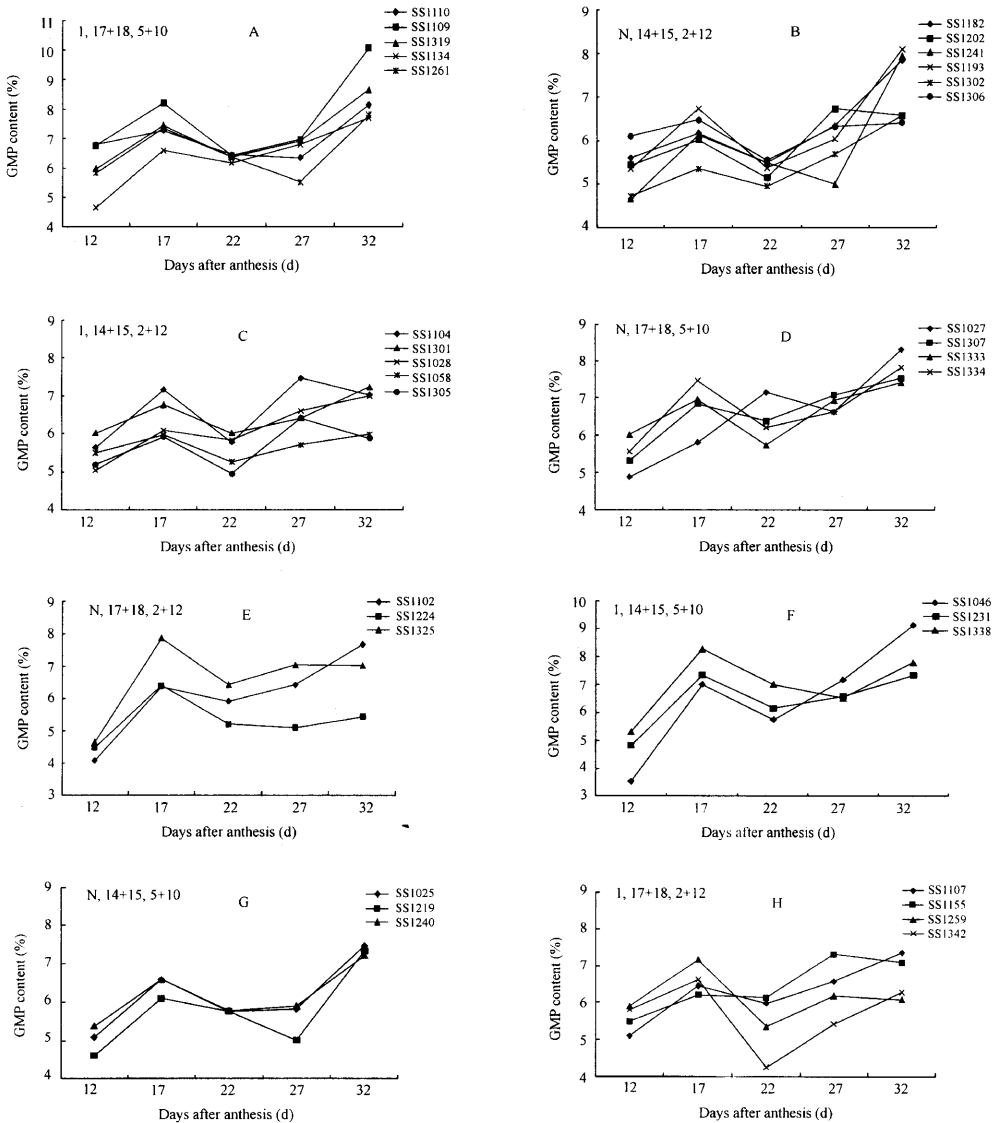 1, 17+18, 5+10
A
SS1110
SS1109
SS1319
SS1134
SS1261
GMP content (%)
11
10
9
8
7
6
5
4
12 17 22 27 32
Days after anthesis (d)
N, 14+15, 2+12
B
SS1182
SS1202
SS1241
SS1193
SS1302
SS1306
GMP content (%)
9
8
7
6
5
4
12 17 22 27 32
Days after anthesis (d)
1, 14+15, 2+12
C
SS1104
SS1301
SS1028
SS1058
SS1305
GMP content (%)
9
8
7
6
5
4
12 17 22 27 32
Days after anthesis (d)
N, 17+18, 5+10
D
SS1027
SS1307
SS1333
SS1334
GMP content (%)
9
8
7
6
5
4
12 17 22 27 32
Days after anthesis (d)
N, 17+18, 2+12
E
SS1102
SS1224
SS1325
GMP content (%)
9
8
7
6
5
4
3
12 17 22 27 32
Days after anthesis (d)
1, 14+15, 5+10
F
SS1046
SS1231
SS1338
GMP content (%)
10
9
8
7
6
5
4
3
12 17 22 27 32
Days after anthesis (d)
N, 14+15, 5+10
G
SS1025
SS1219
SS1240
GMP content (%)
9
8
7
6
5
4
12 17 22 27 32
Days after anthesis (d)
1, 17+18, 2+12
H
SS1107
SS1155
SS1259
SS1342
GMP content (%)
9
8
7
6
5
4
12 17 22 27 32
Days after anthesis (d)